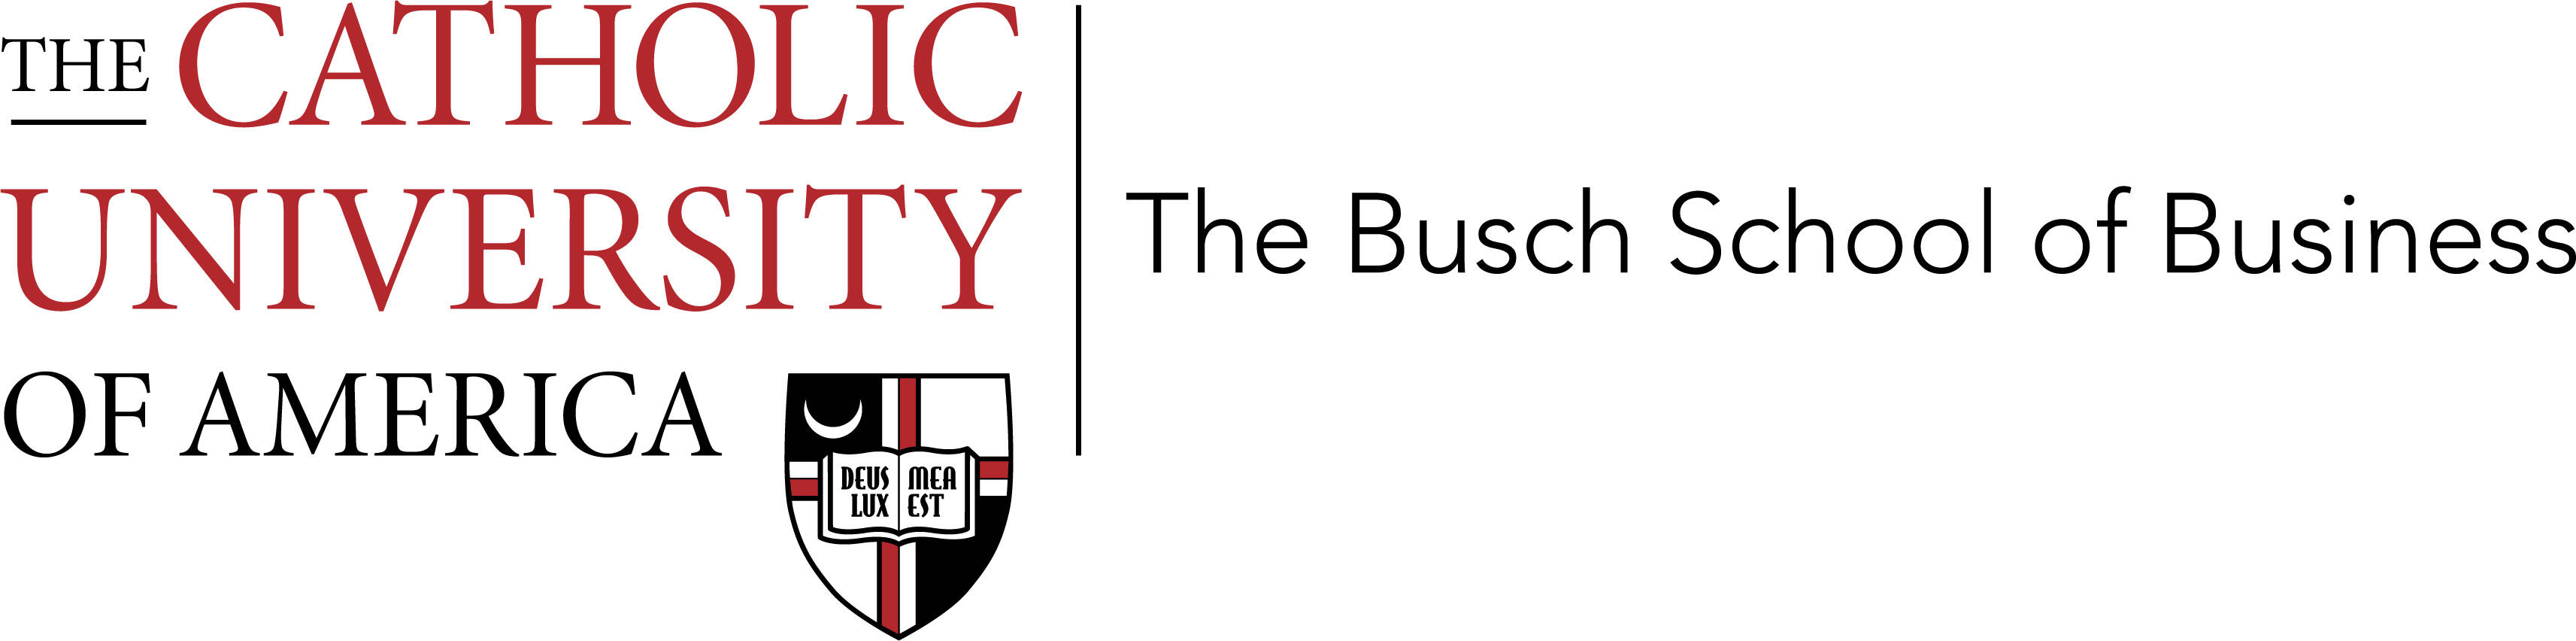 THE CATHOLIC
UNIVERSITY
OF AMERICA
DEUS MEA
LUX EST
The Busch School of Business